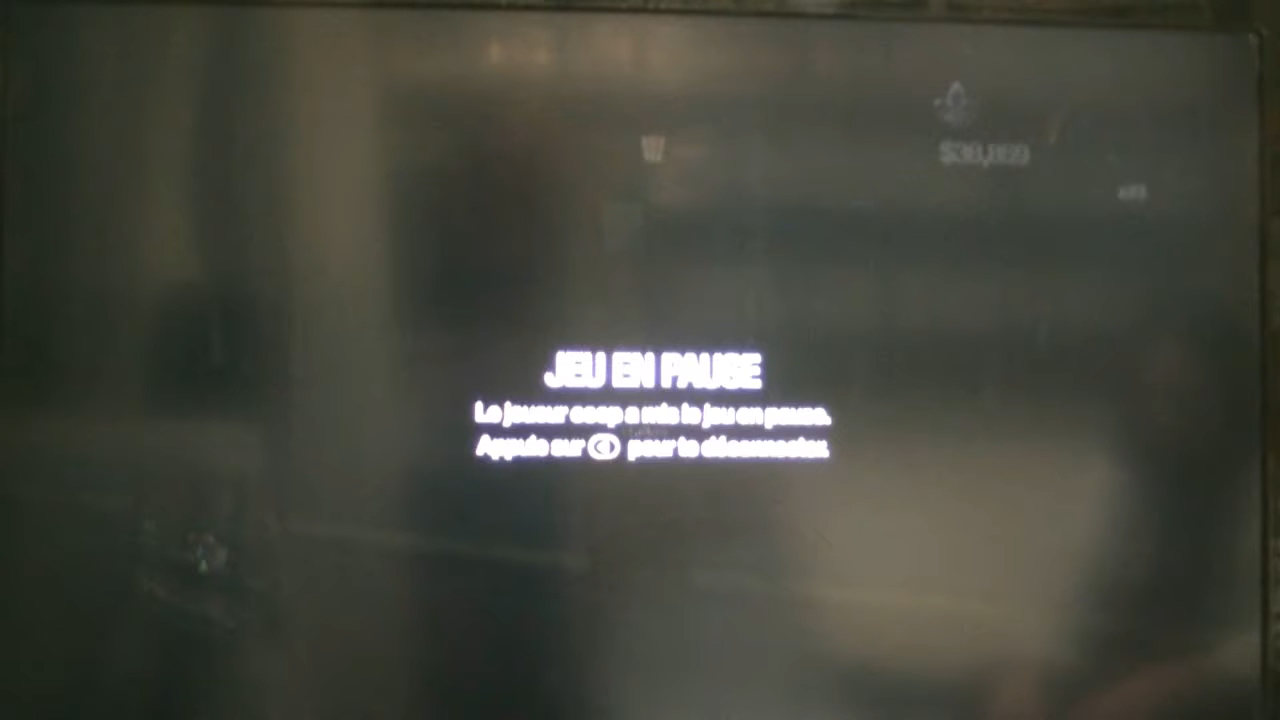 JEU EN PAUSE
Le joueur coop a mis le jeu en pause.
Appuie sur pour te déconnecter.